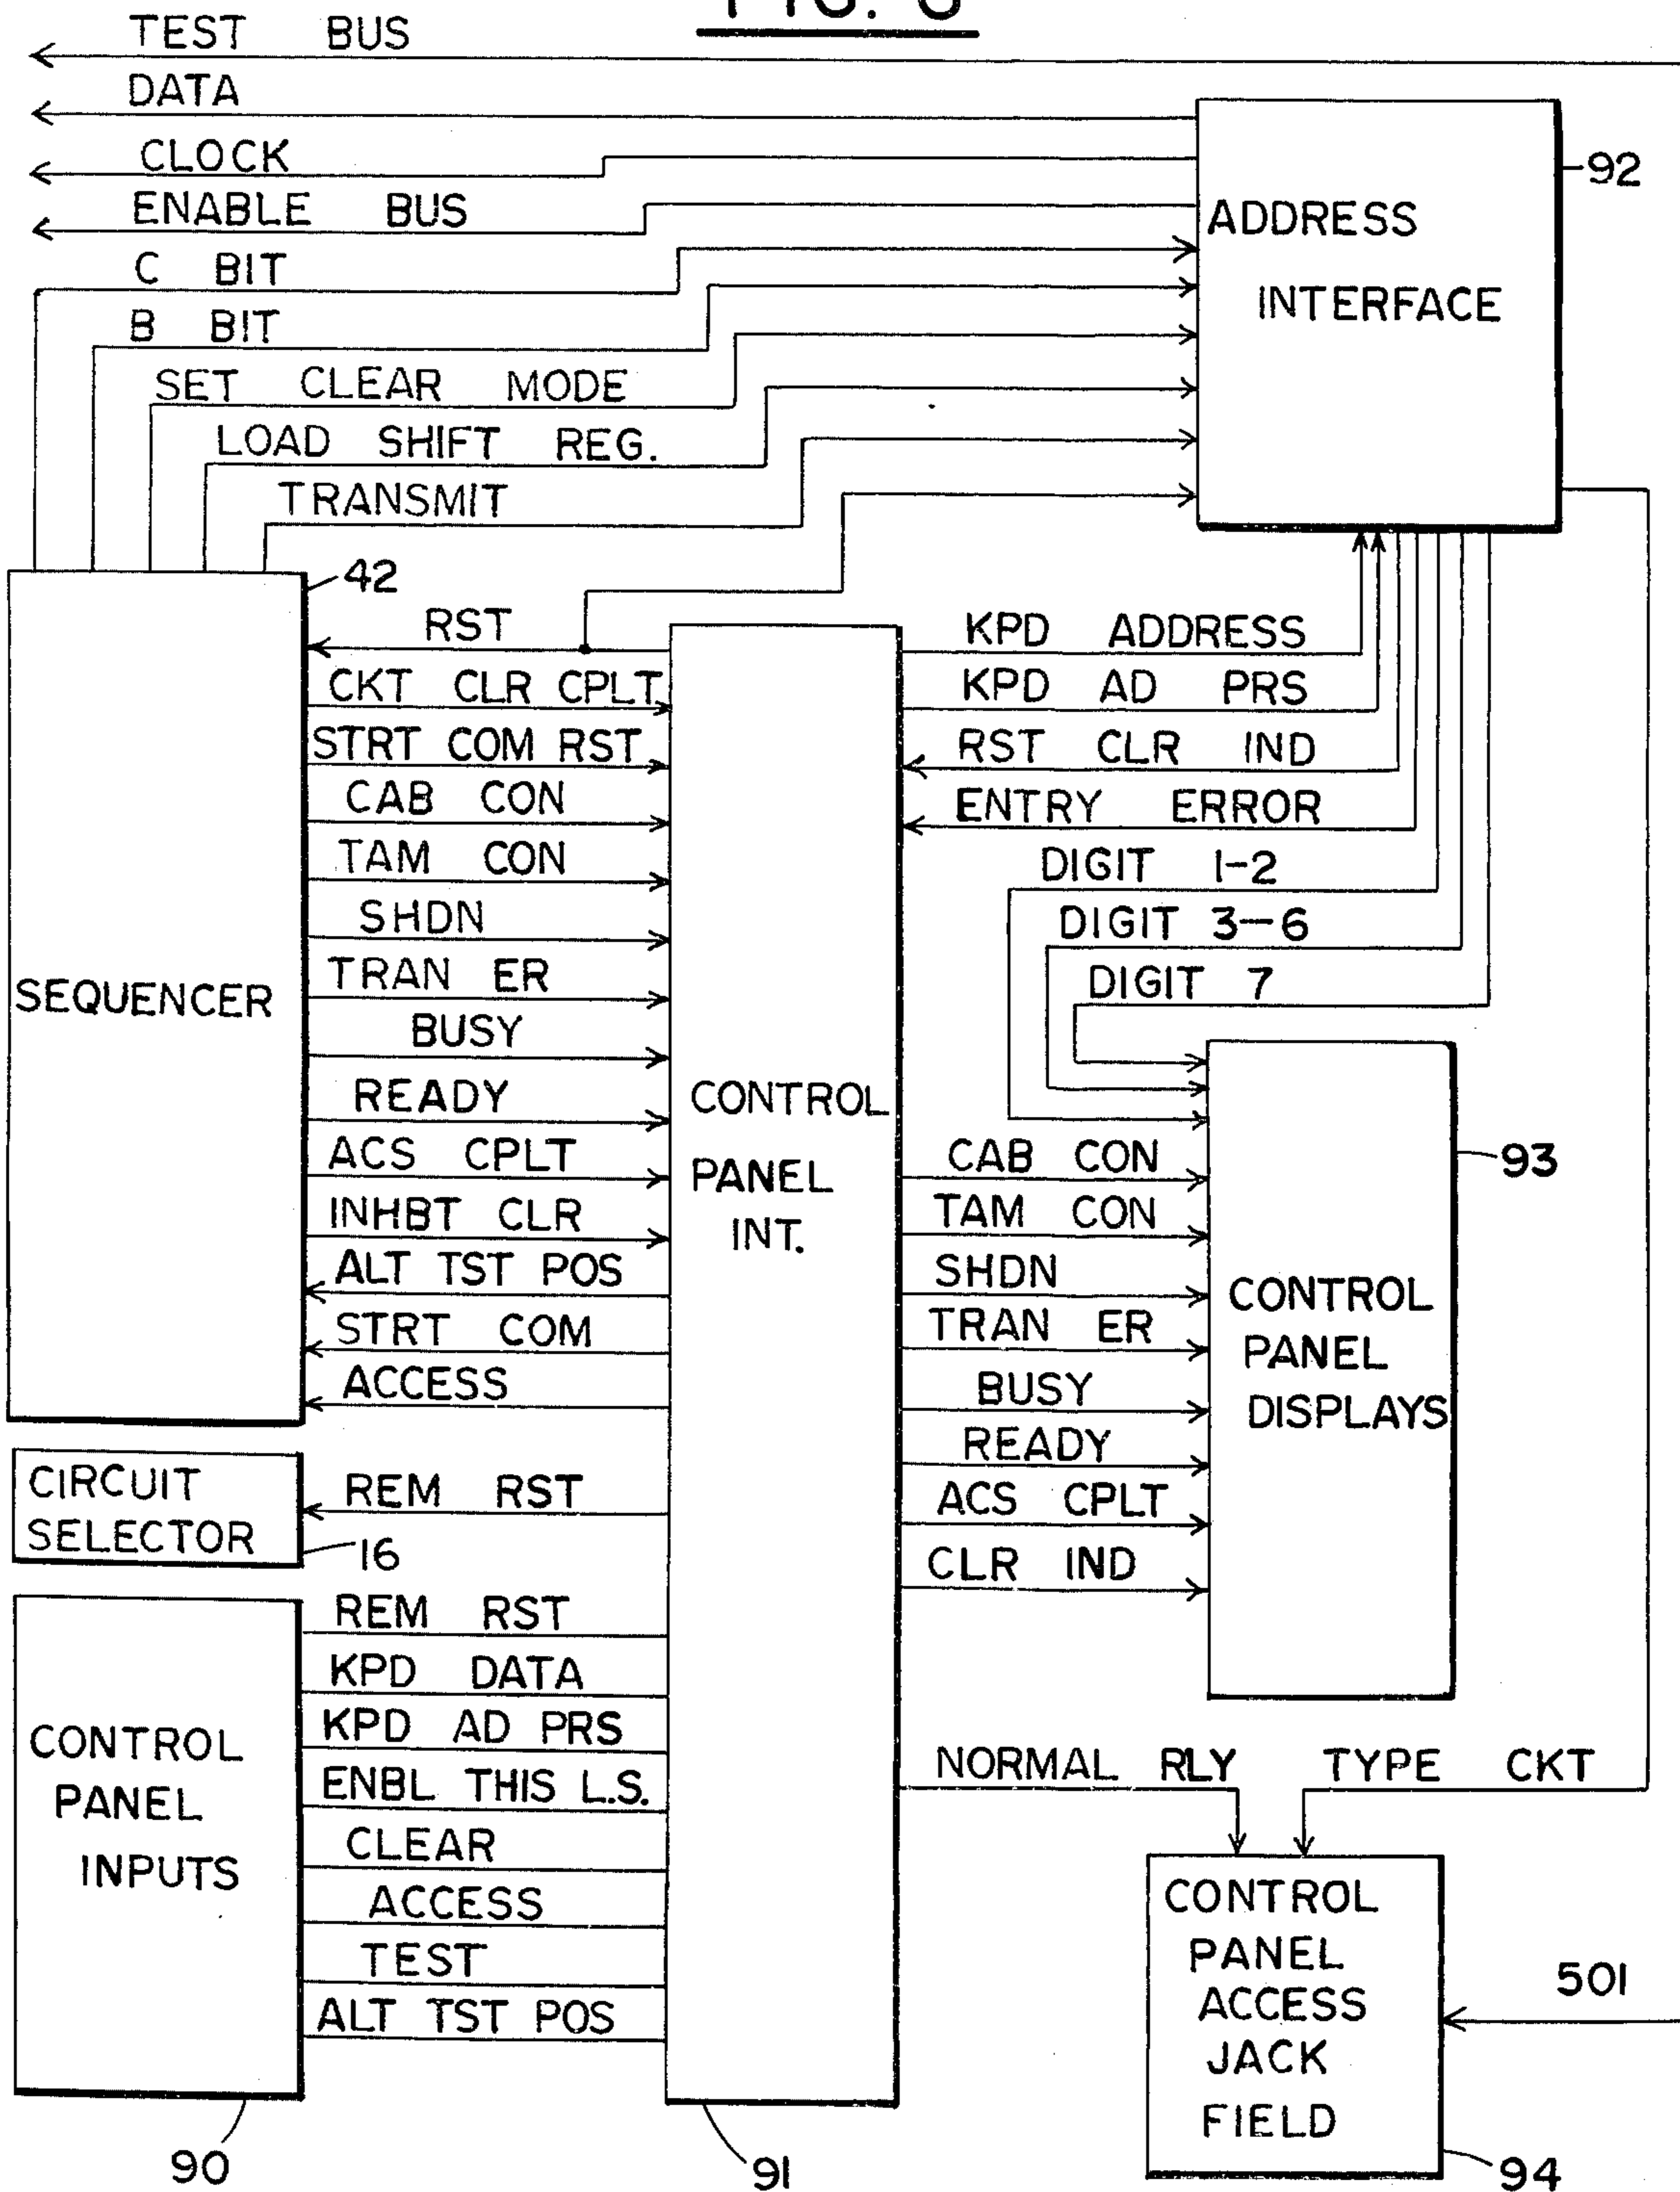 TEST BUS
DATA
CLOCK
ENABLE BUS
C BIT
B BIT
SET CLEAR MODE
LOAD SHIFT REG.
TRANSMIT
ADDRESS
INTERFACE
92
42
SEQUENCER
RST
CKT CLR CPLT
STRT COM RST
CAB CON
TAM CON
SHDN
TRAN ER
BUSY
READY
ACS CPLT
INHBT CLR
ALT TST POS
STRT COM
ACCESS
CIRCUIT
SELECTOR
16
REM RST
CONTROL
PANEL
INPUTS
90
REM RST
KPD DATA
KPD AD PRS
ENBL THIS L.S.
CLEAR
ACCESS
TEST
ALT TST POS
CONTROL
PANEL
INT.
91
KPD ADDRESS
KPD AD PRS
RST CLR IND
ENTRY ERROR
DIGIT 1-2
DIGIT 3-6
DIGIT 7
CAB CON
TAM CON
SHDN
TRAN ER
BUSY
READY
ACS CPLT
CLR IND
CONTROL
PANEL
DISPLAYS
93
NORMAL RLY
TYPE CKT
CONTROL
PANEL
ACCESS
JACK
FIELD
94
501